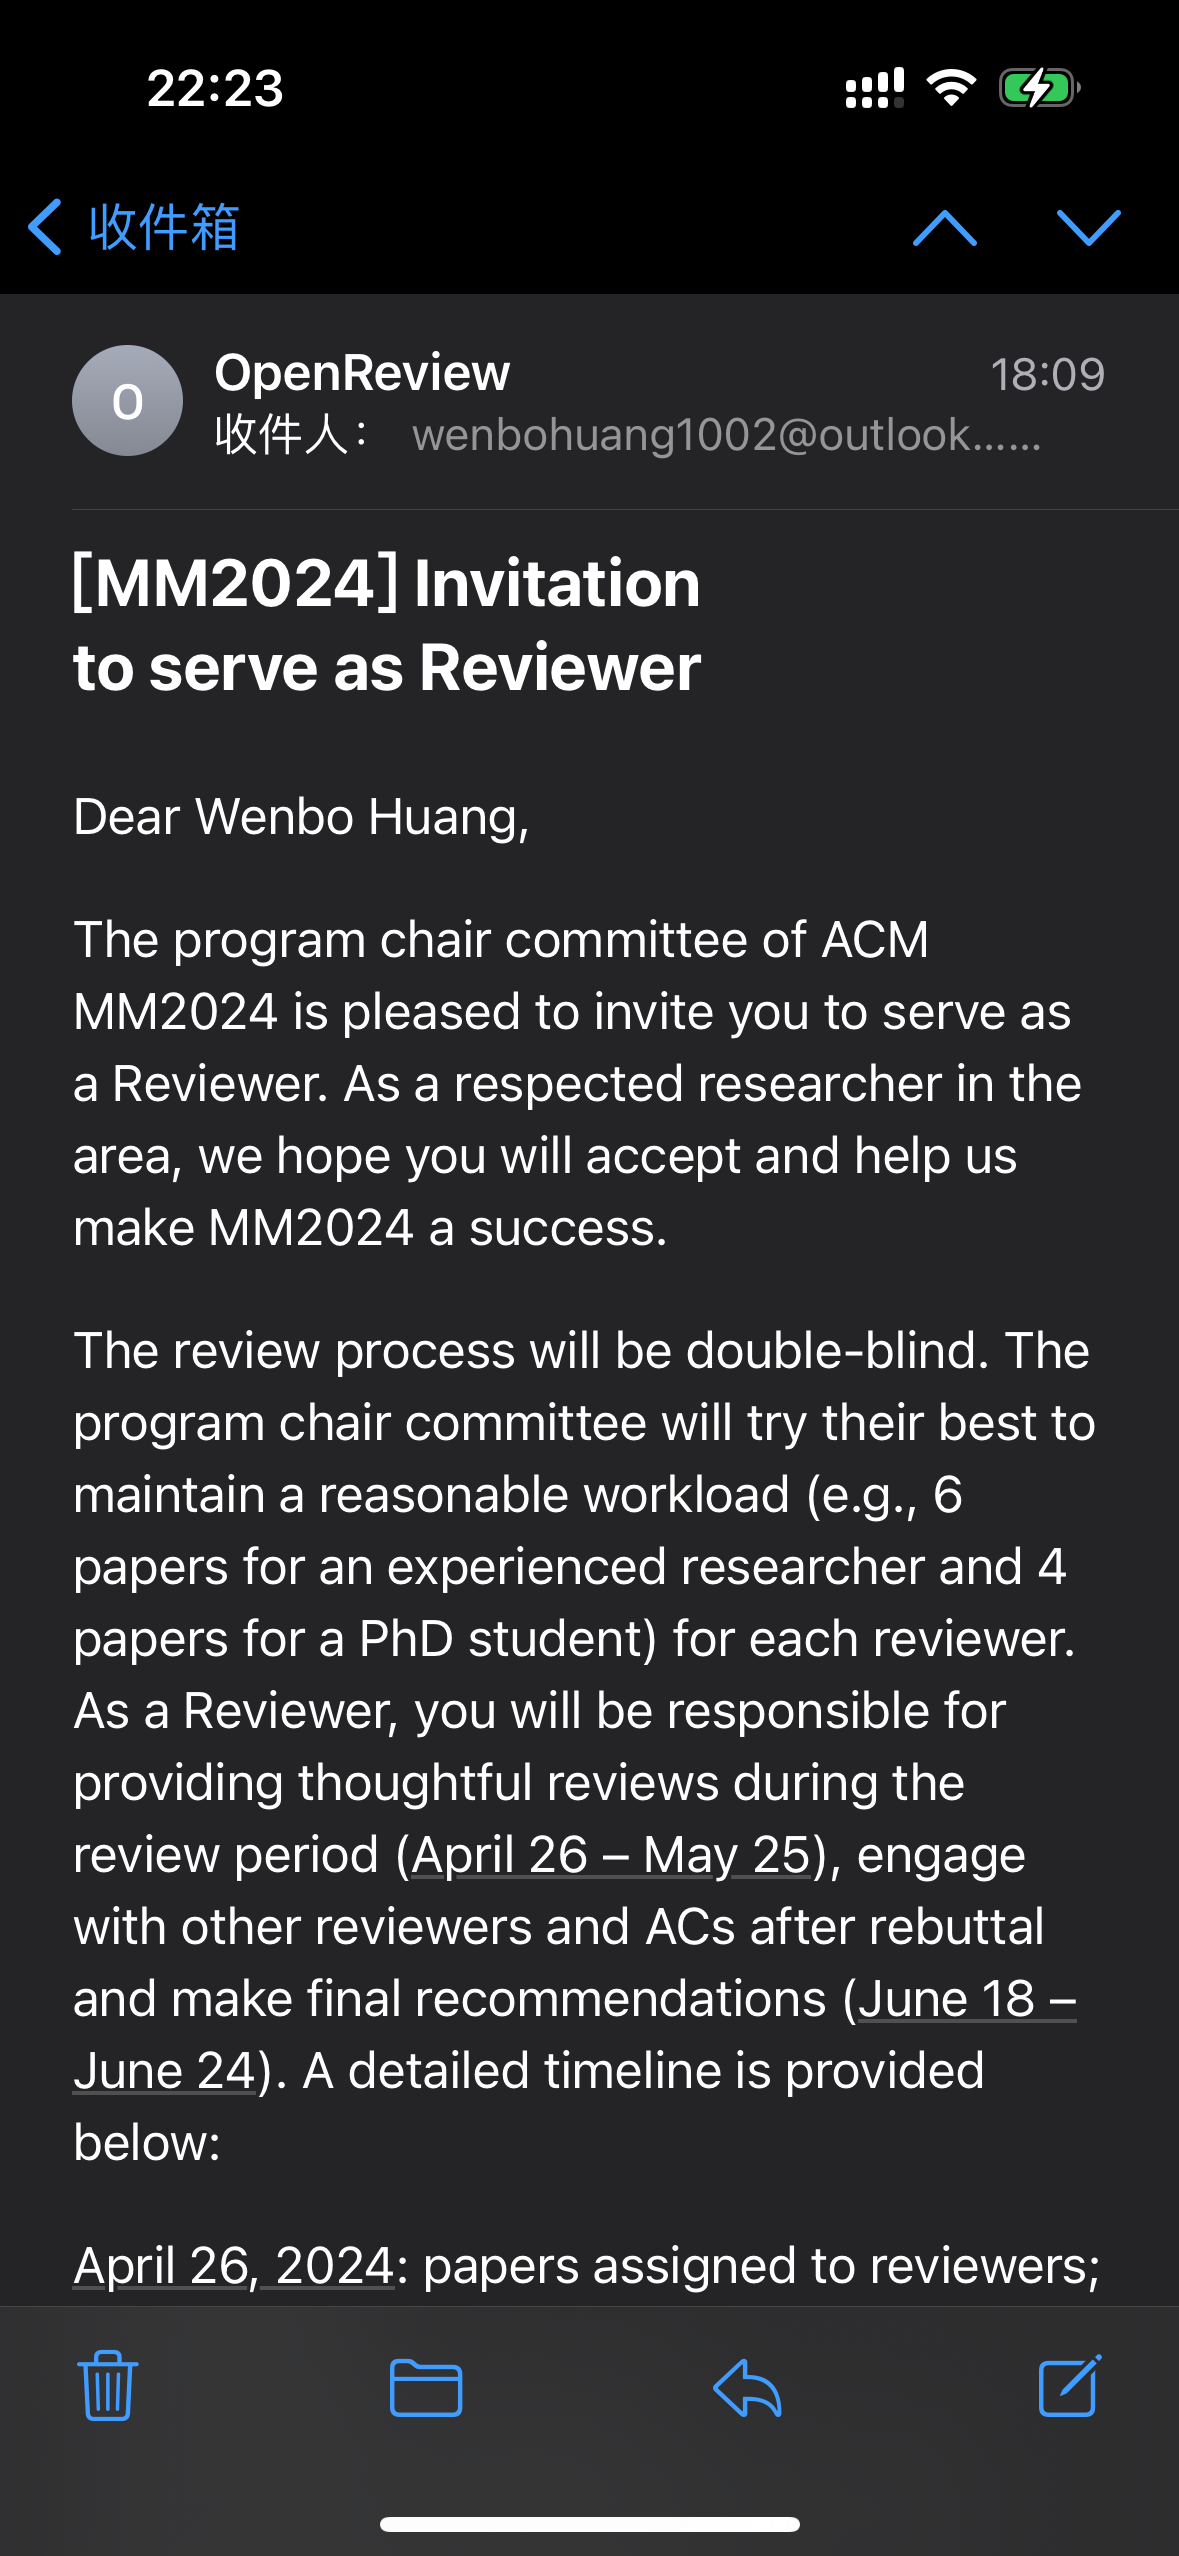 22:23
收件箱
O
OpenReview
18:09
收件人： wenbohuang1002@outlook......
[MM2024] Invitation
to serve as Reviewer
Dear Wenbo Huang,
The program chair committee of ACM
MM2024 is pleased to invite you to serve as
a Reviewer. As a respected researcher in the
area, we hope you will accept and help us
make MM2024 a success.
The review process will be double-blind. The
program chair committee will try their best to
maintain a reasonable workload (e.g., 6
papers for an experienced researcher and 4
papers for a PhD student) for each reviewer.
As a Reviewer, you will be responsible for
providing thoughtful reviews during the
review period (April 26 – May 25), engage
with other reviewers and ACs after rebuttal
and make final recommendations (June 18 –
June 24). A detailed timeline is provided
below:
April 26, 2024: papers assigned to reviewers;